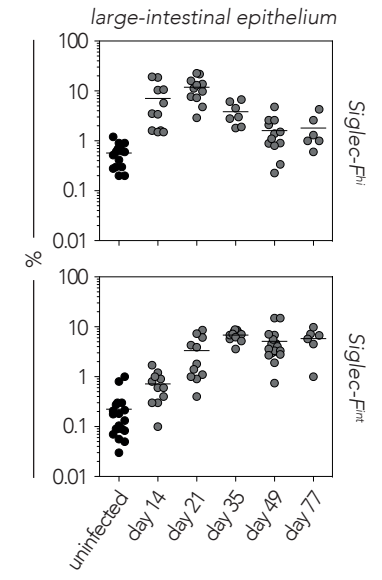 large-intestinal epithelium
100
10
1
0.1
0.01
Siglec-Fhi
%
100
10
1
0.1
0.01
Siglec-Fint
uninfected
day 14
day 21
day 35
day 49
day 77